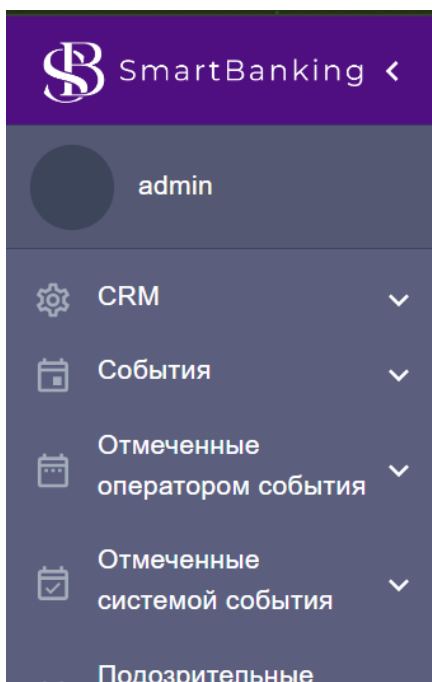 SmartBanking
admin
CRM
События
Отмеченные
оператором события
Отмеченные
системой события
Подозрительные